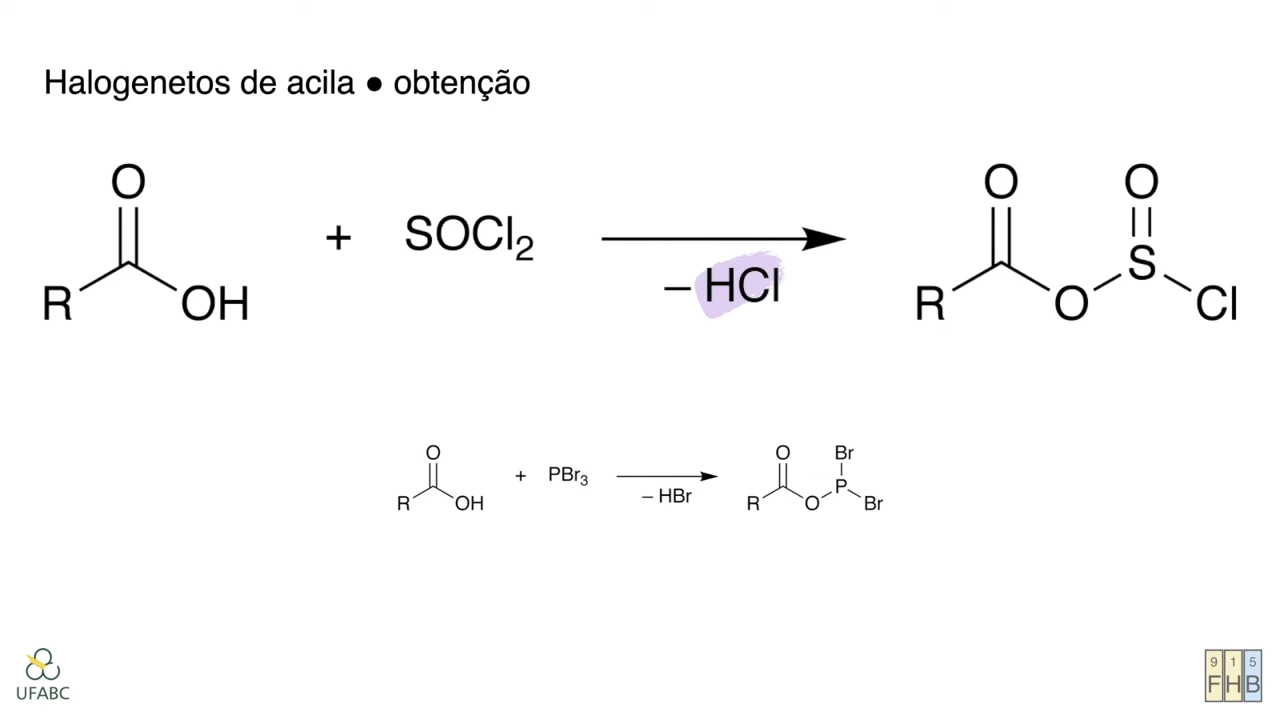 Halogenetos de acila ● obtenção
O
R
OH
+
SOCl2
– HCl
O
O
R
O
S
Cl
O
R
OH
+
PBr3
– HBr
O
Br
R
O
P
Br
UFABC
9 1 5
F H B